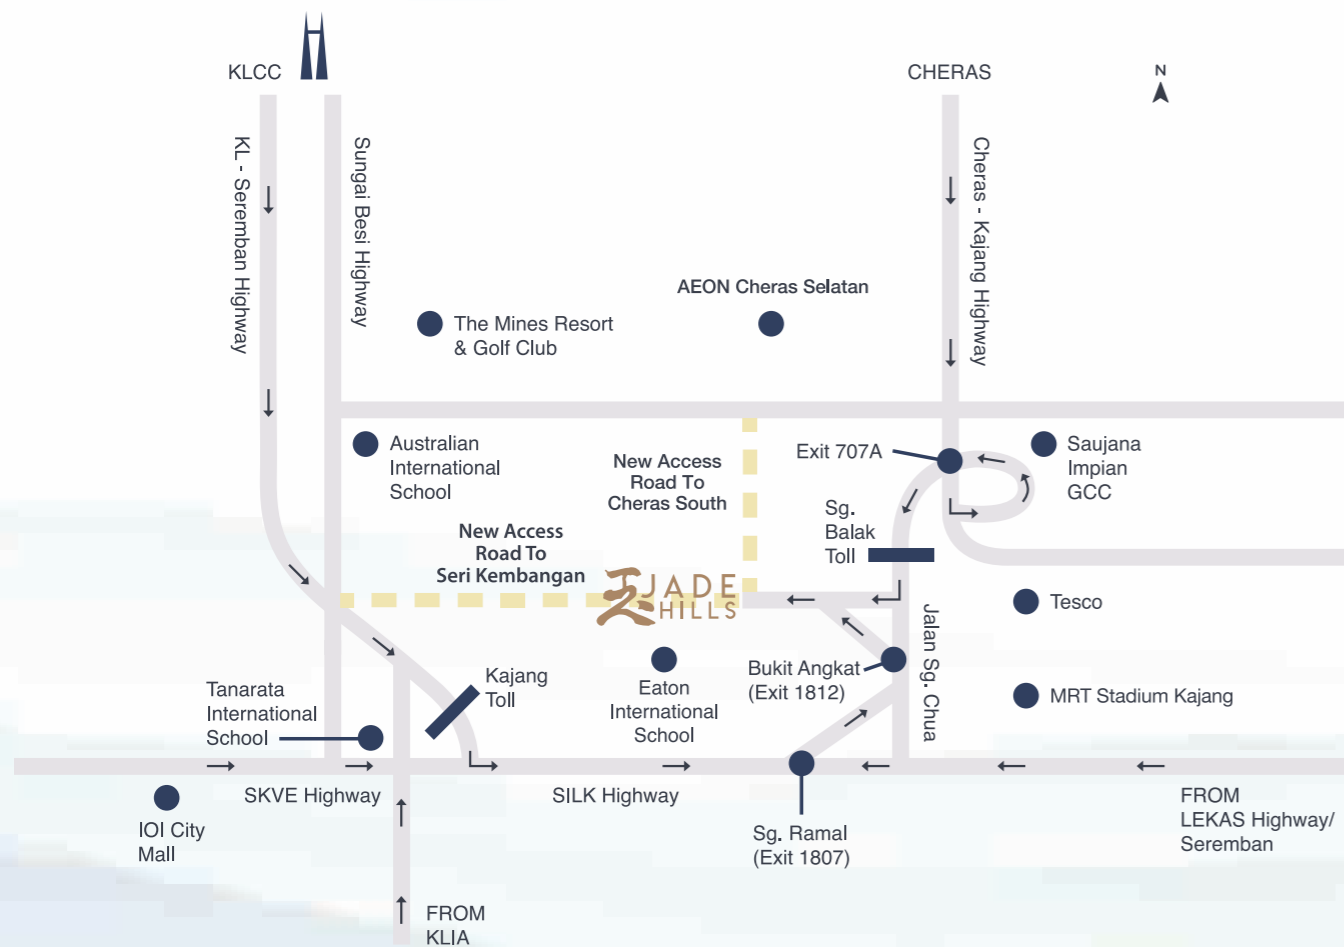 KLCC
CHERAS
N
KL - Seremban Highway
Sungai Besi Highway
Cheras - Kajang Highway
AEON Cheras Selatan
The Mines Resort
& Golf Club
Australian
International
School
New Access
Road To
Cheras South
Exit 707A
Saujana
Impian
GCC
Sg.
Balak
Toll
New Access
Road To
Seri Kembangan
JADE
HILLS
Tesco
Jalan Sg. Chua
Bukit Angkat
(Exit 1812)
MRT Stadium Kajang
Eaton
International
School
Kajang
Toll
Tanarata
International
School
SKVE Highway
SILK Highway
IOI City
Mall
Sg. Ramal
(Exit 1807)
FROM
LEKAS Highway/
Seremban
FROM
KLIA